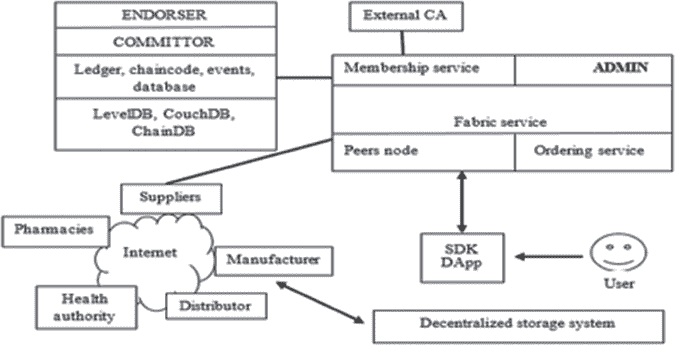 ENDORSER
COMMITTOR
Ledger, chaincode, events,
database
LevelDB, CouchDB,
ChainDB
External CA
Membership service
ADMIN
Fabric service
Peers node
Ordering service
Suppliers
Pharmacies
Internet
Manufacturer
Health
authority
Distributor
SDK
DApp
User
Decentralized storage system